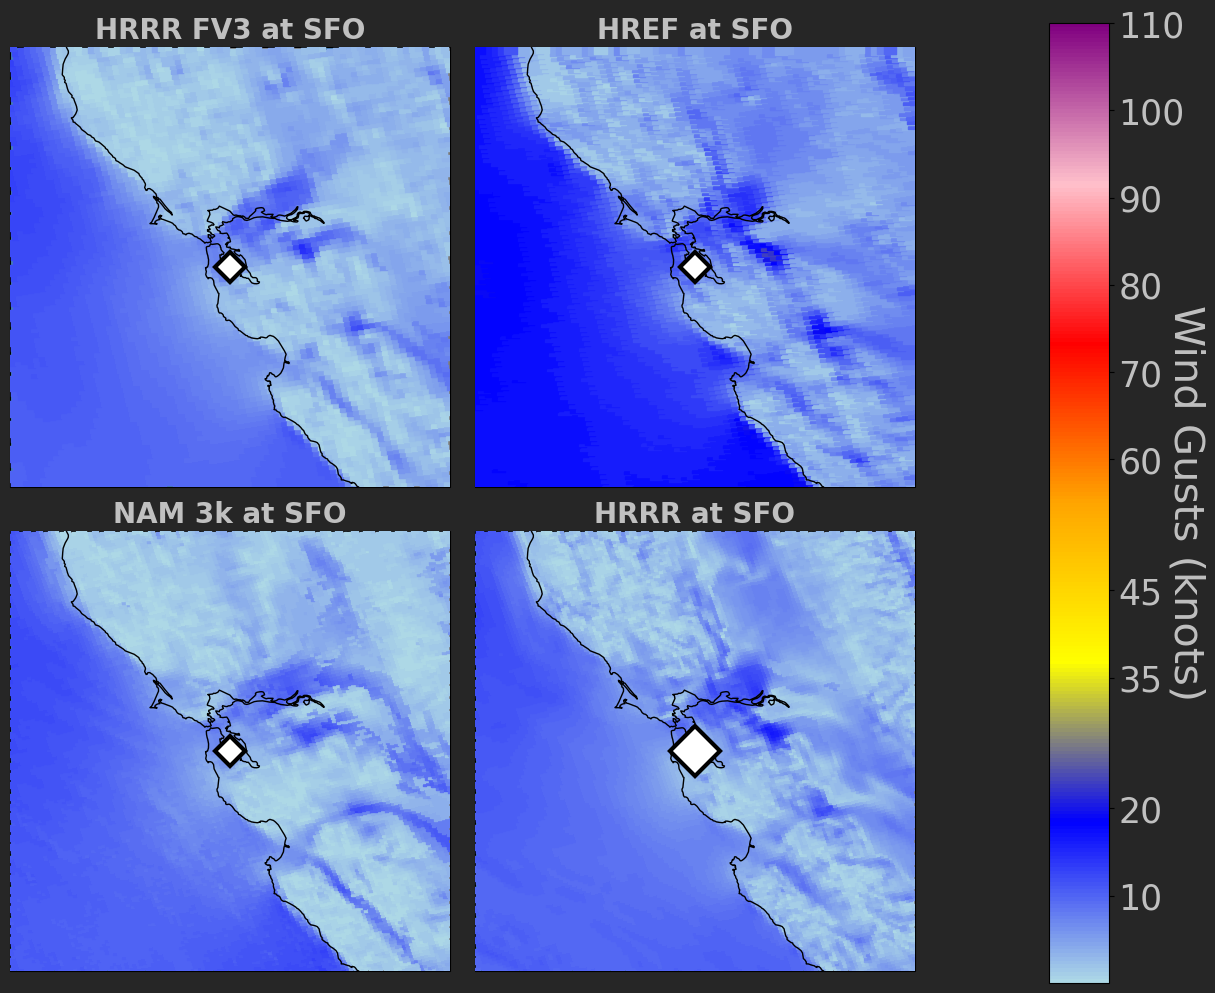 HRRR FV3 at SFO
HREF at SFO
NAM 3k at SFO
HRRR at SFO
110
100
90
80
70
60
45
35
20
10
Wind Gusts (knots)